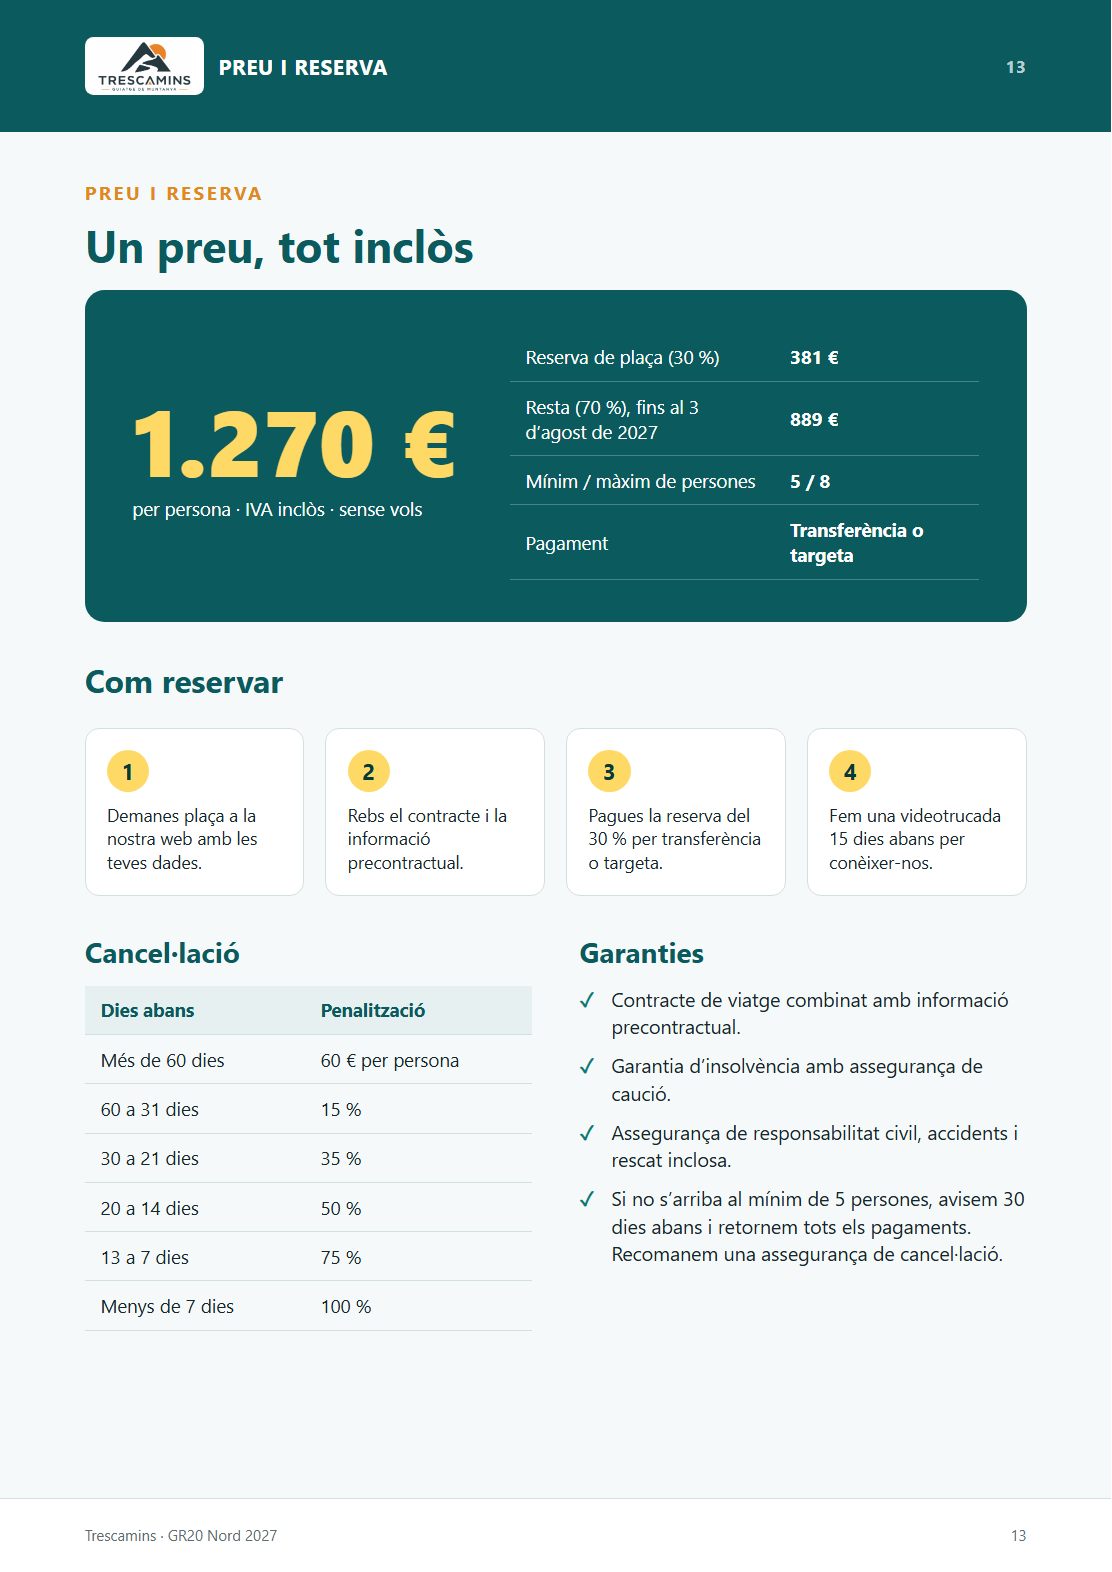 TRESCAMINS
GUIATGE DE MUNTANYA
PREU I RESERVA
13
PREU I RESERVA
Un preu, tot inclòs
1.270 €
per persona · IVA inclòs · sense vols
Reserva de plaça (30 %) 381 €
Resta (70 %), fins al 3
d’agost de 2027
889 €
Mínim / màxim de persones 5 / 8
Pagament
Transferència o
targeta
Com reservar
1
Demanes plaça a la
nostra web amb les
teves dades.
2
Rebs el contracte i la
informació
precontractual.
3
Pagues la reserva del
30 % per transferència
o targeta.
4
Fem una videotrucada
15 dies abans per
conèixer-nos.
Cancel·lació
Dies abans Penalització
Més de 60 dies 60 € per persona
60 a 31 dies 15 %
30 a 21 dies 35 %
20 a 14 dies 50 %
13 a 7 dies 75 %
Menys de 7 dies 100 %
Garanties
✓ Contracte de viatge combinat amb informació
precontractual.
✓ Garantia d’insolvència amb assegurança de
caució.
✓ Assegurança de responsabilitat civil, accidents i
rescat inclosa.
✓ Si no s’arriba al mínim de 5 persones, avisem 30
dies abans i retornem tots els pagaments.
Recomanem una assegurança de cancel·lació.
Trescamins · GR20 Nord 2027
13